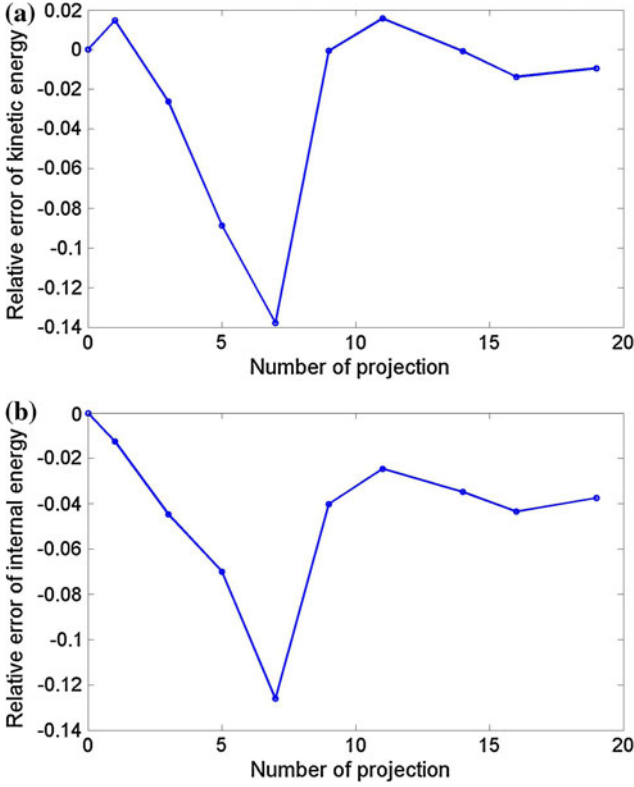 (a)
Relative error of kinetic energy
0.02
0
-0.02
-0.04
-0.06
-0.08
-0.1
-0.12
-0.14
0 5 10 15 20
Number of projection
(b)
Relative error of internal energy
0
-0.02
-0.04
-0.06
-0.08
-0.1
-0.12
-0.14
0 5 10 15 20
Number of projection